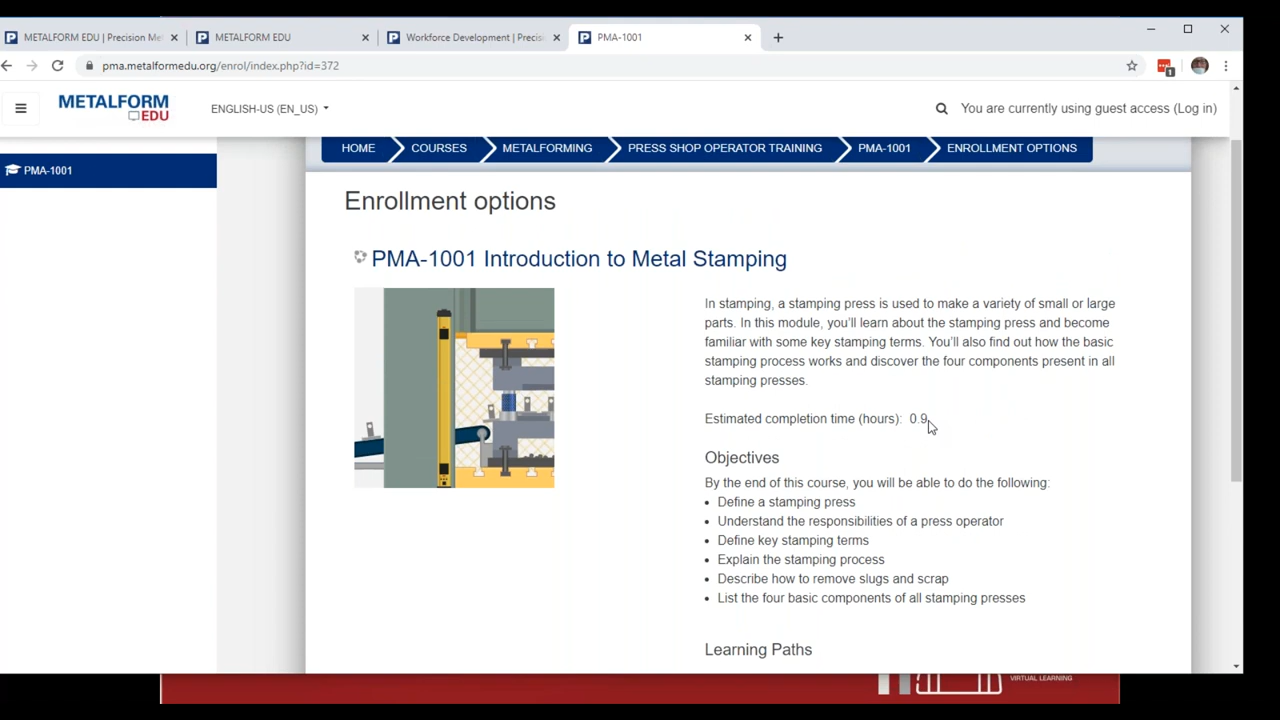 METALFORM EDU | Precision Me
METALFORM EDU
Workforce Development | Precisi
PMA-1001
pma.metalformedu.org/enrol/index.php?id=372
1
METALFORM
EDU
ENGLISH-US (EN_US)
You are currently using guest access (Log in)
PMA-1001
HOME
COURSES
METALFORMING
PRESS SHOP OPERATOR TRAINING
PMA-1001
ENROLLMENT OPTIONS
Enrollment options
PMA-1001 Introduction to Metal Stamping
In stamping, a stamping press is used to make a variety of small or large
parts. In this module, you'll learn about the stamping press and become
familiar with some key stamping terms. You'll also find out how the basic
stamping process works and discover the four components present in all
stamping presses.
Estimated completion time (hours): 0.9
Objectives
By the end of this course, you will be able to do the following:
• Define a stamping press
• Understand the responsibilities of a press operator
• Define key stamping terms
• Explain the stamping process
• Describe how to remove slugs and scrap
• List the four basic components of all stamping presses
Learning Paths
VIRTUAL LEARNING